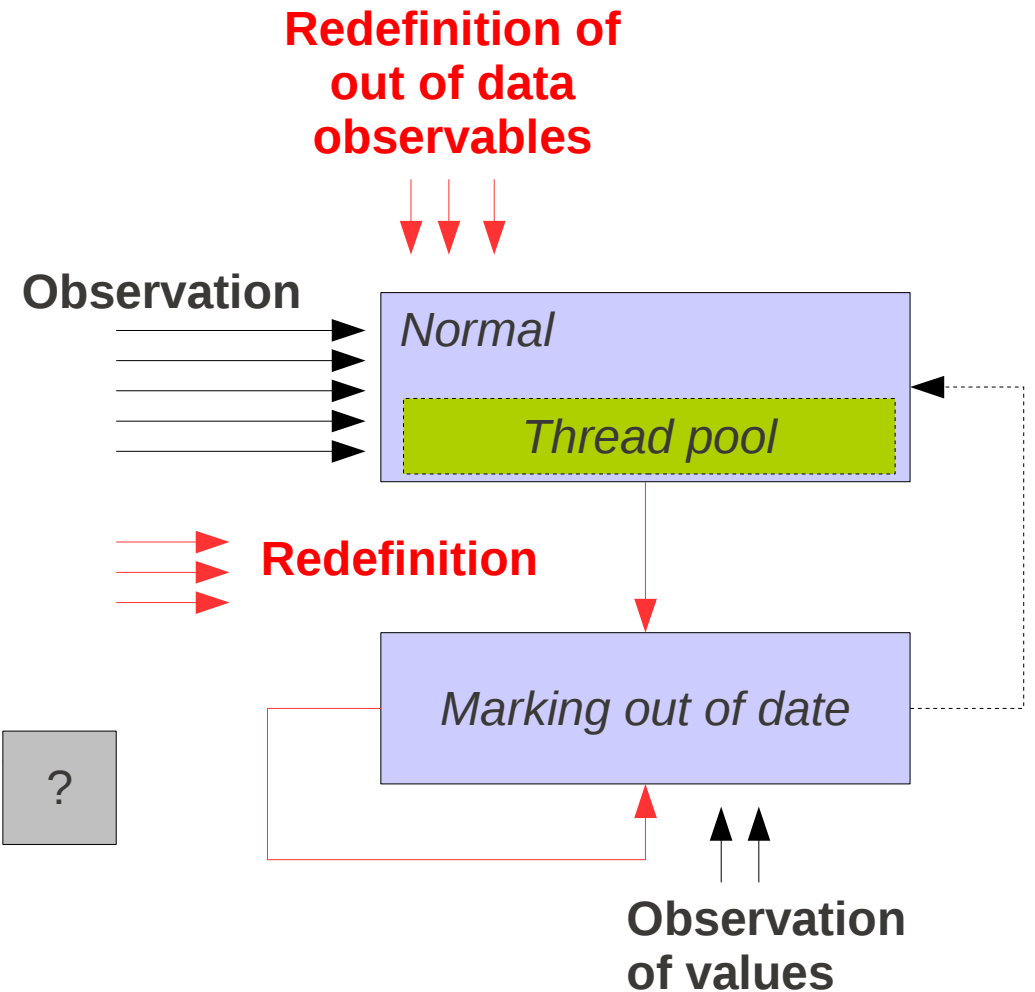 Redefinition of
out of data
observables
Observation
Normal
Thread pool
Redefinition
Marking out of date
?
Observation
of values